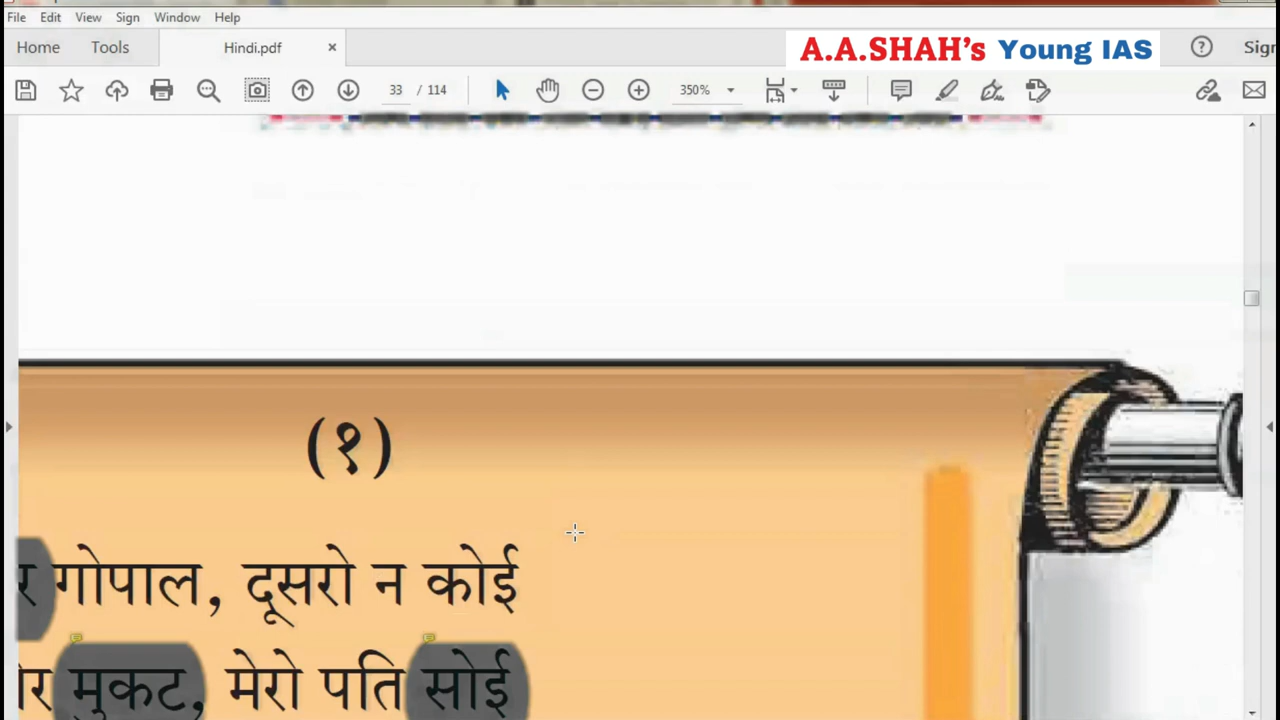 File Edit View Sign Window Help
Home Tools Hindi.pdf × A.A.SHAH's Young IAS ? Sign
33 / 114 350%
(१)
गोपाल, दूसरो न कोई
मुकट, मेरो पति सोई